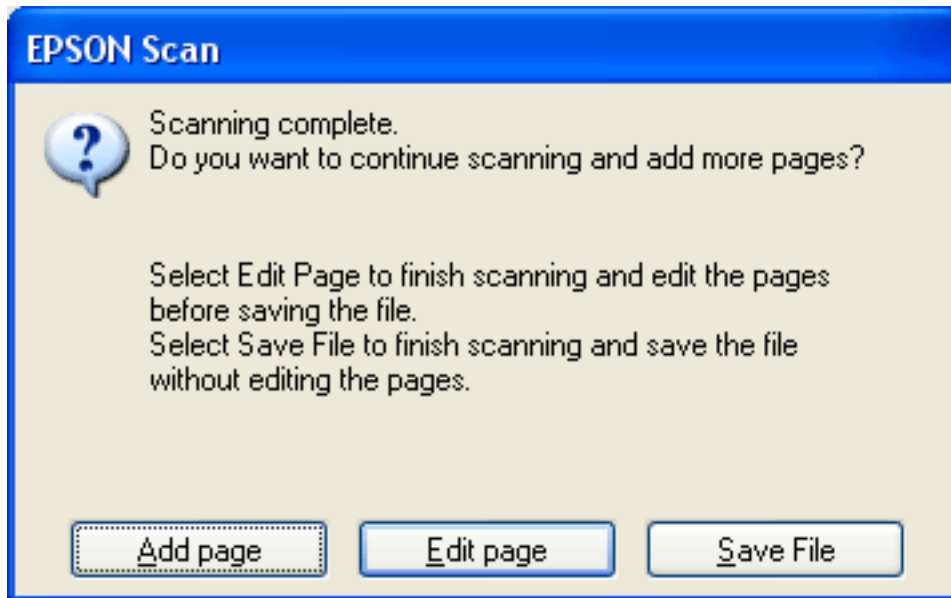 EPSON Scan
Scanning complete.
Do you want to continue scanning and add more pages?
Select Edit Page to finish scanning and edit the pages
before saving the file.
Select Save File to finish scanning and save the file
without editing the pages.
Add page
Edit page
Save File